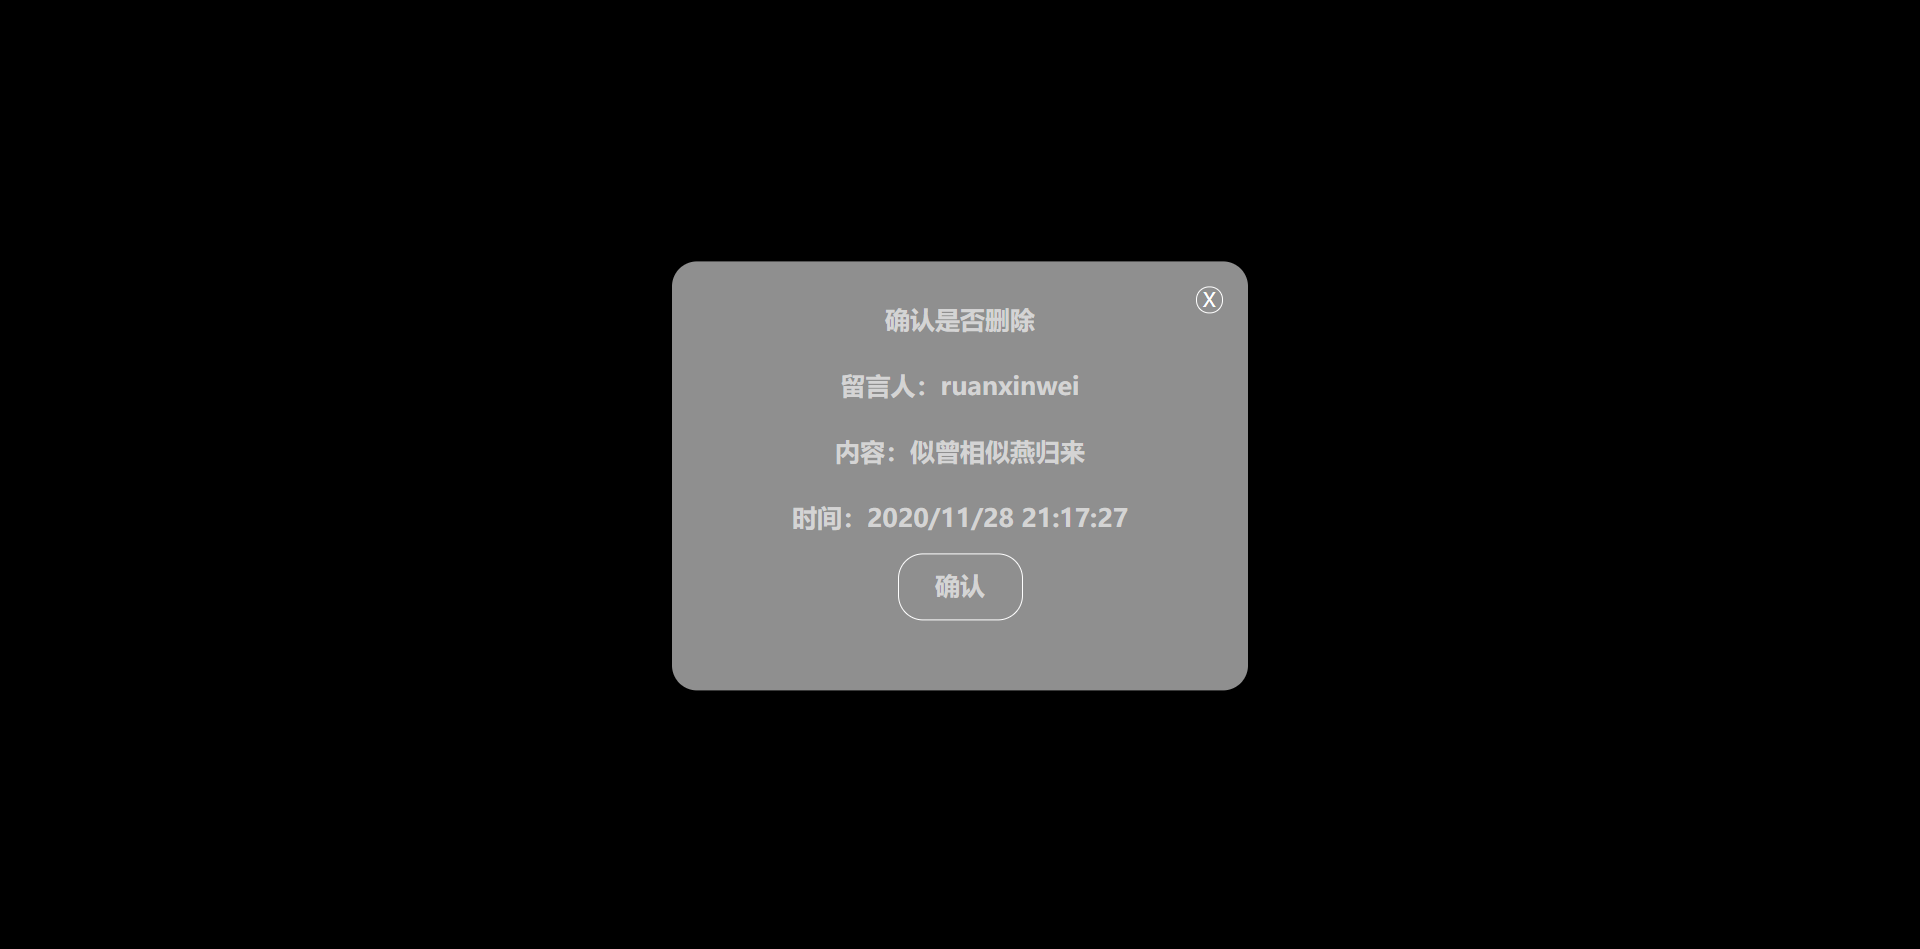 X
确认是否删除
留言人：ruanxinwei
内容：似曾相似燕归来
时间：2020/11/28 21:17:27
确认